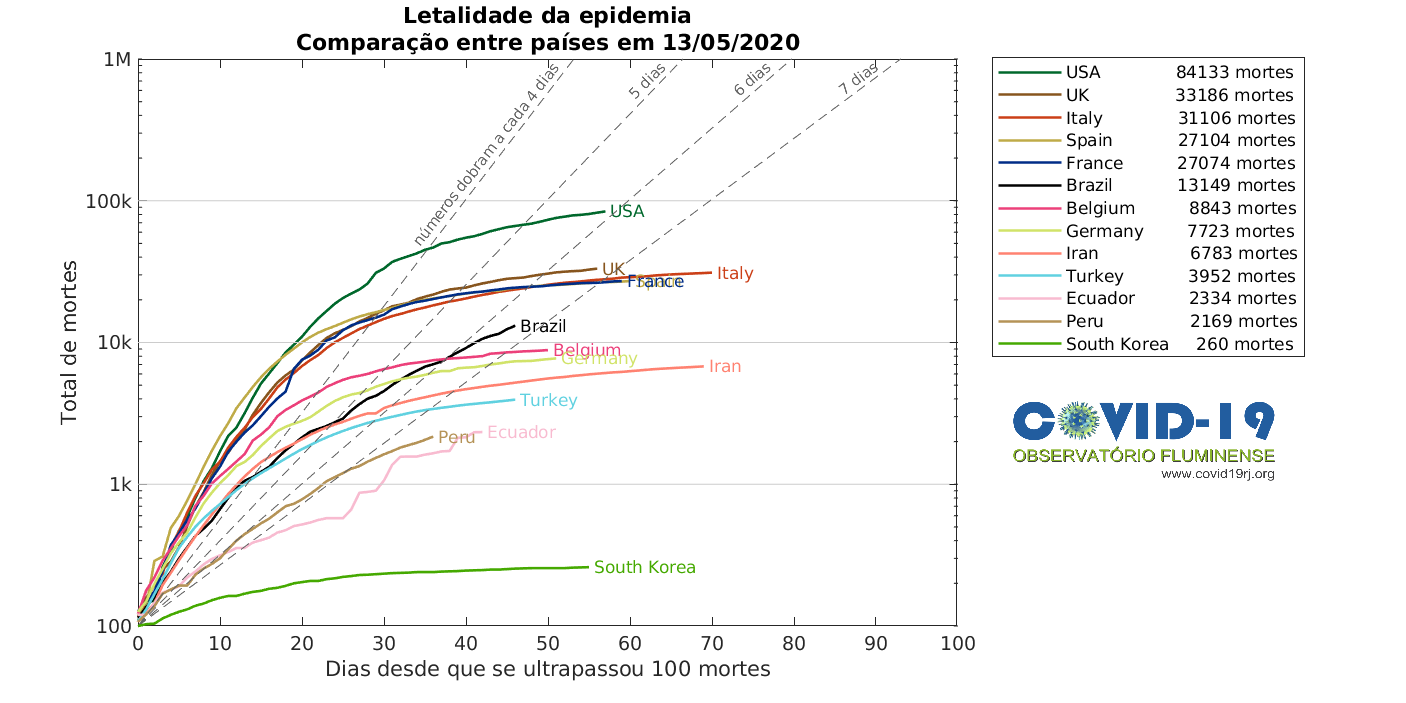 Letalidade da epidemia
Comparação entre países em 13/05/2020
Total de mortes
1M
100k
10k
1k
100
números dobram a cada 4 dias
5 dias
6 dias
7 dias
USA
UK
Italy
Spain
France
Brazil
Belgium
Germany
Iran
Turkey
Peru
Ecuador
South Korea
0 10 20 30 40 50 60 70 80 90 100
Dias desde que se ultrapassou 100 mortes
USA 84133 mortes
UK 33186 mortes
Italy 31106 mortes
Spain 27104 mortes
France 27074 mortes
Brazil 13149 mortes
Belgium 8843 mortes
Germany 7723 mortes
Iran 6783 mortes
Turkey 3952 mortes
Ecuador 2334 mortes
Peru 2169 mortes
South Korea 260 mortes
COVID-19
OBSERVATÓRIO FLUMINENSE
www.covid19rj.org